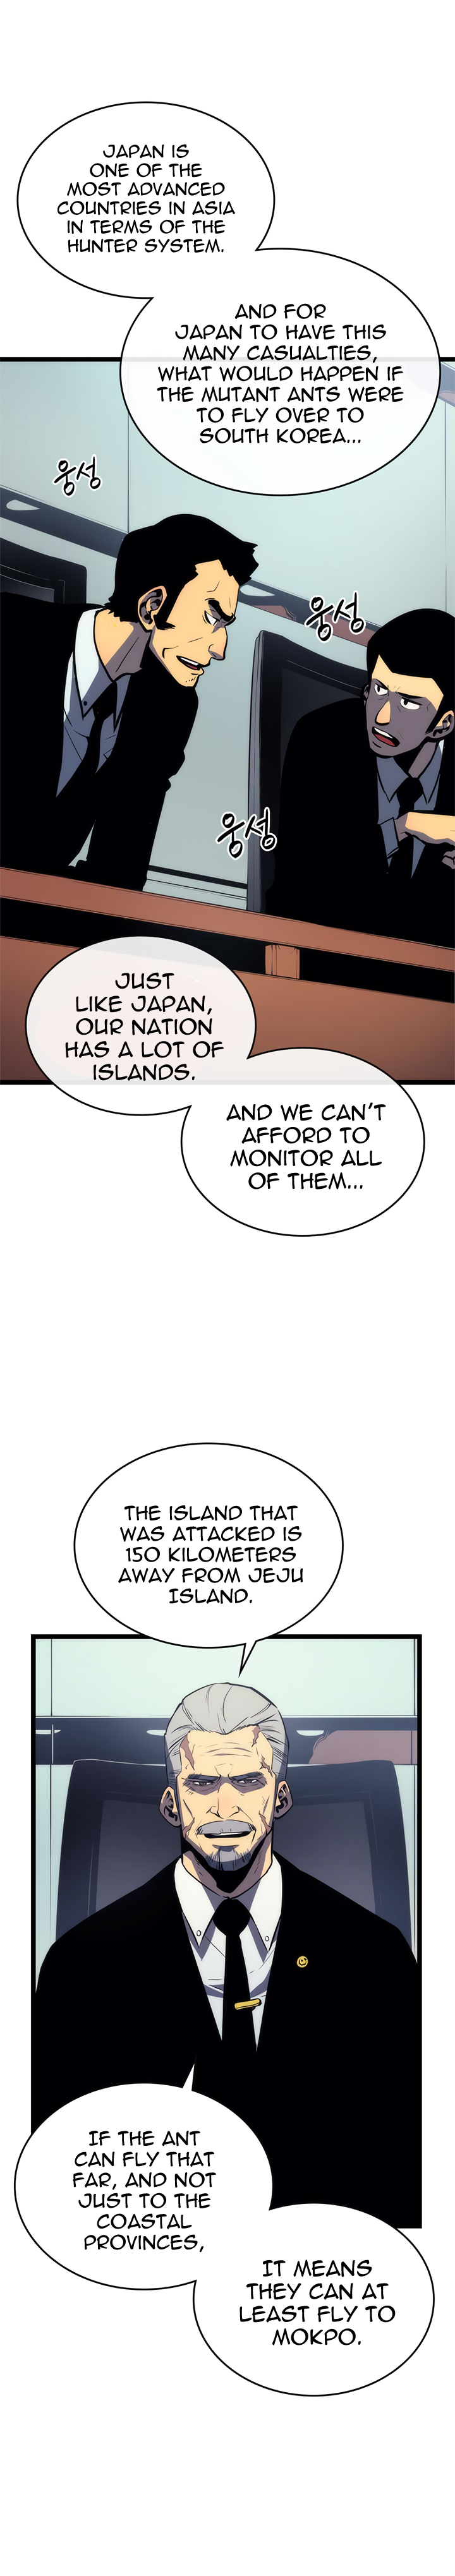 JAPAN IS
ONE OF THE
MOST ADVANCED
COUNTRIES IN ASIA
IN TERMS OF THE
HUNTER SYSTEM.
AND FOR
JAPAN TO HAVE THIS
MANY CASUALTIES,
WHAT WOULD HAPPEN IF
THE MUTANT ANTS WERE
TO FLY OVER TO
SOUTH KOREA...
웅성
웅성
웅성
JUST
LIKE JAPAN,
OUR NATION
HAS A LOT OF
ISLANDS.
AND WE CAN'T
AFFORD TO
MONITOR ALL
OF THEM...
THE ISLAND THAT
WAS ATTACKED IS
150 KILOMETERS
AWAY FROM JEJU
ISLAND.
IF THE ANT
CAN FLY THAT
FAR, AND NOT
JUST TO THE
COASTAL
PROVINCES,
IT MEANS
THEY CAN AT
LEAST FLY TO
MOKPO.